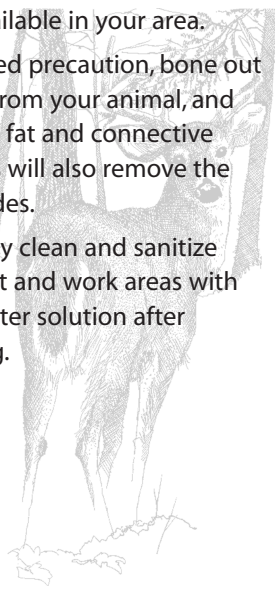 ilable in your area.
ed precaution, bone out
from your animal, and
fat and connective
will also remove the
des.
y clean and sanitize
t and work areas with
ter solution after
g.